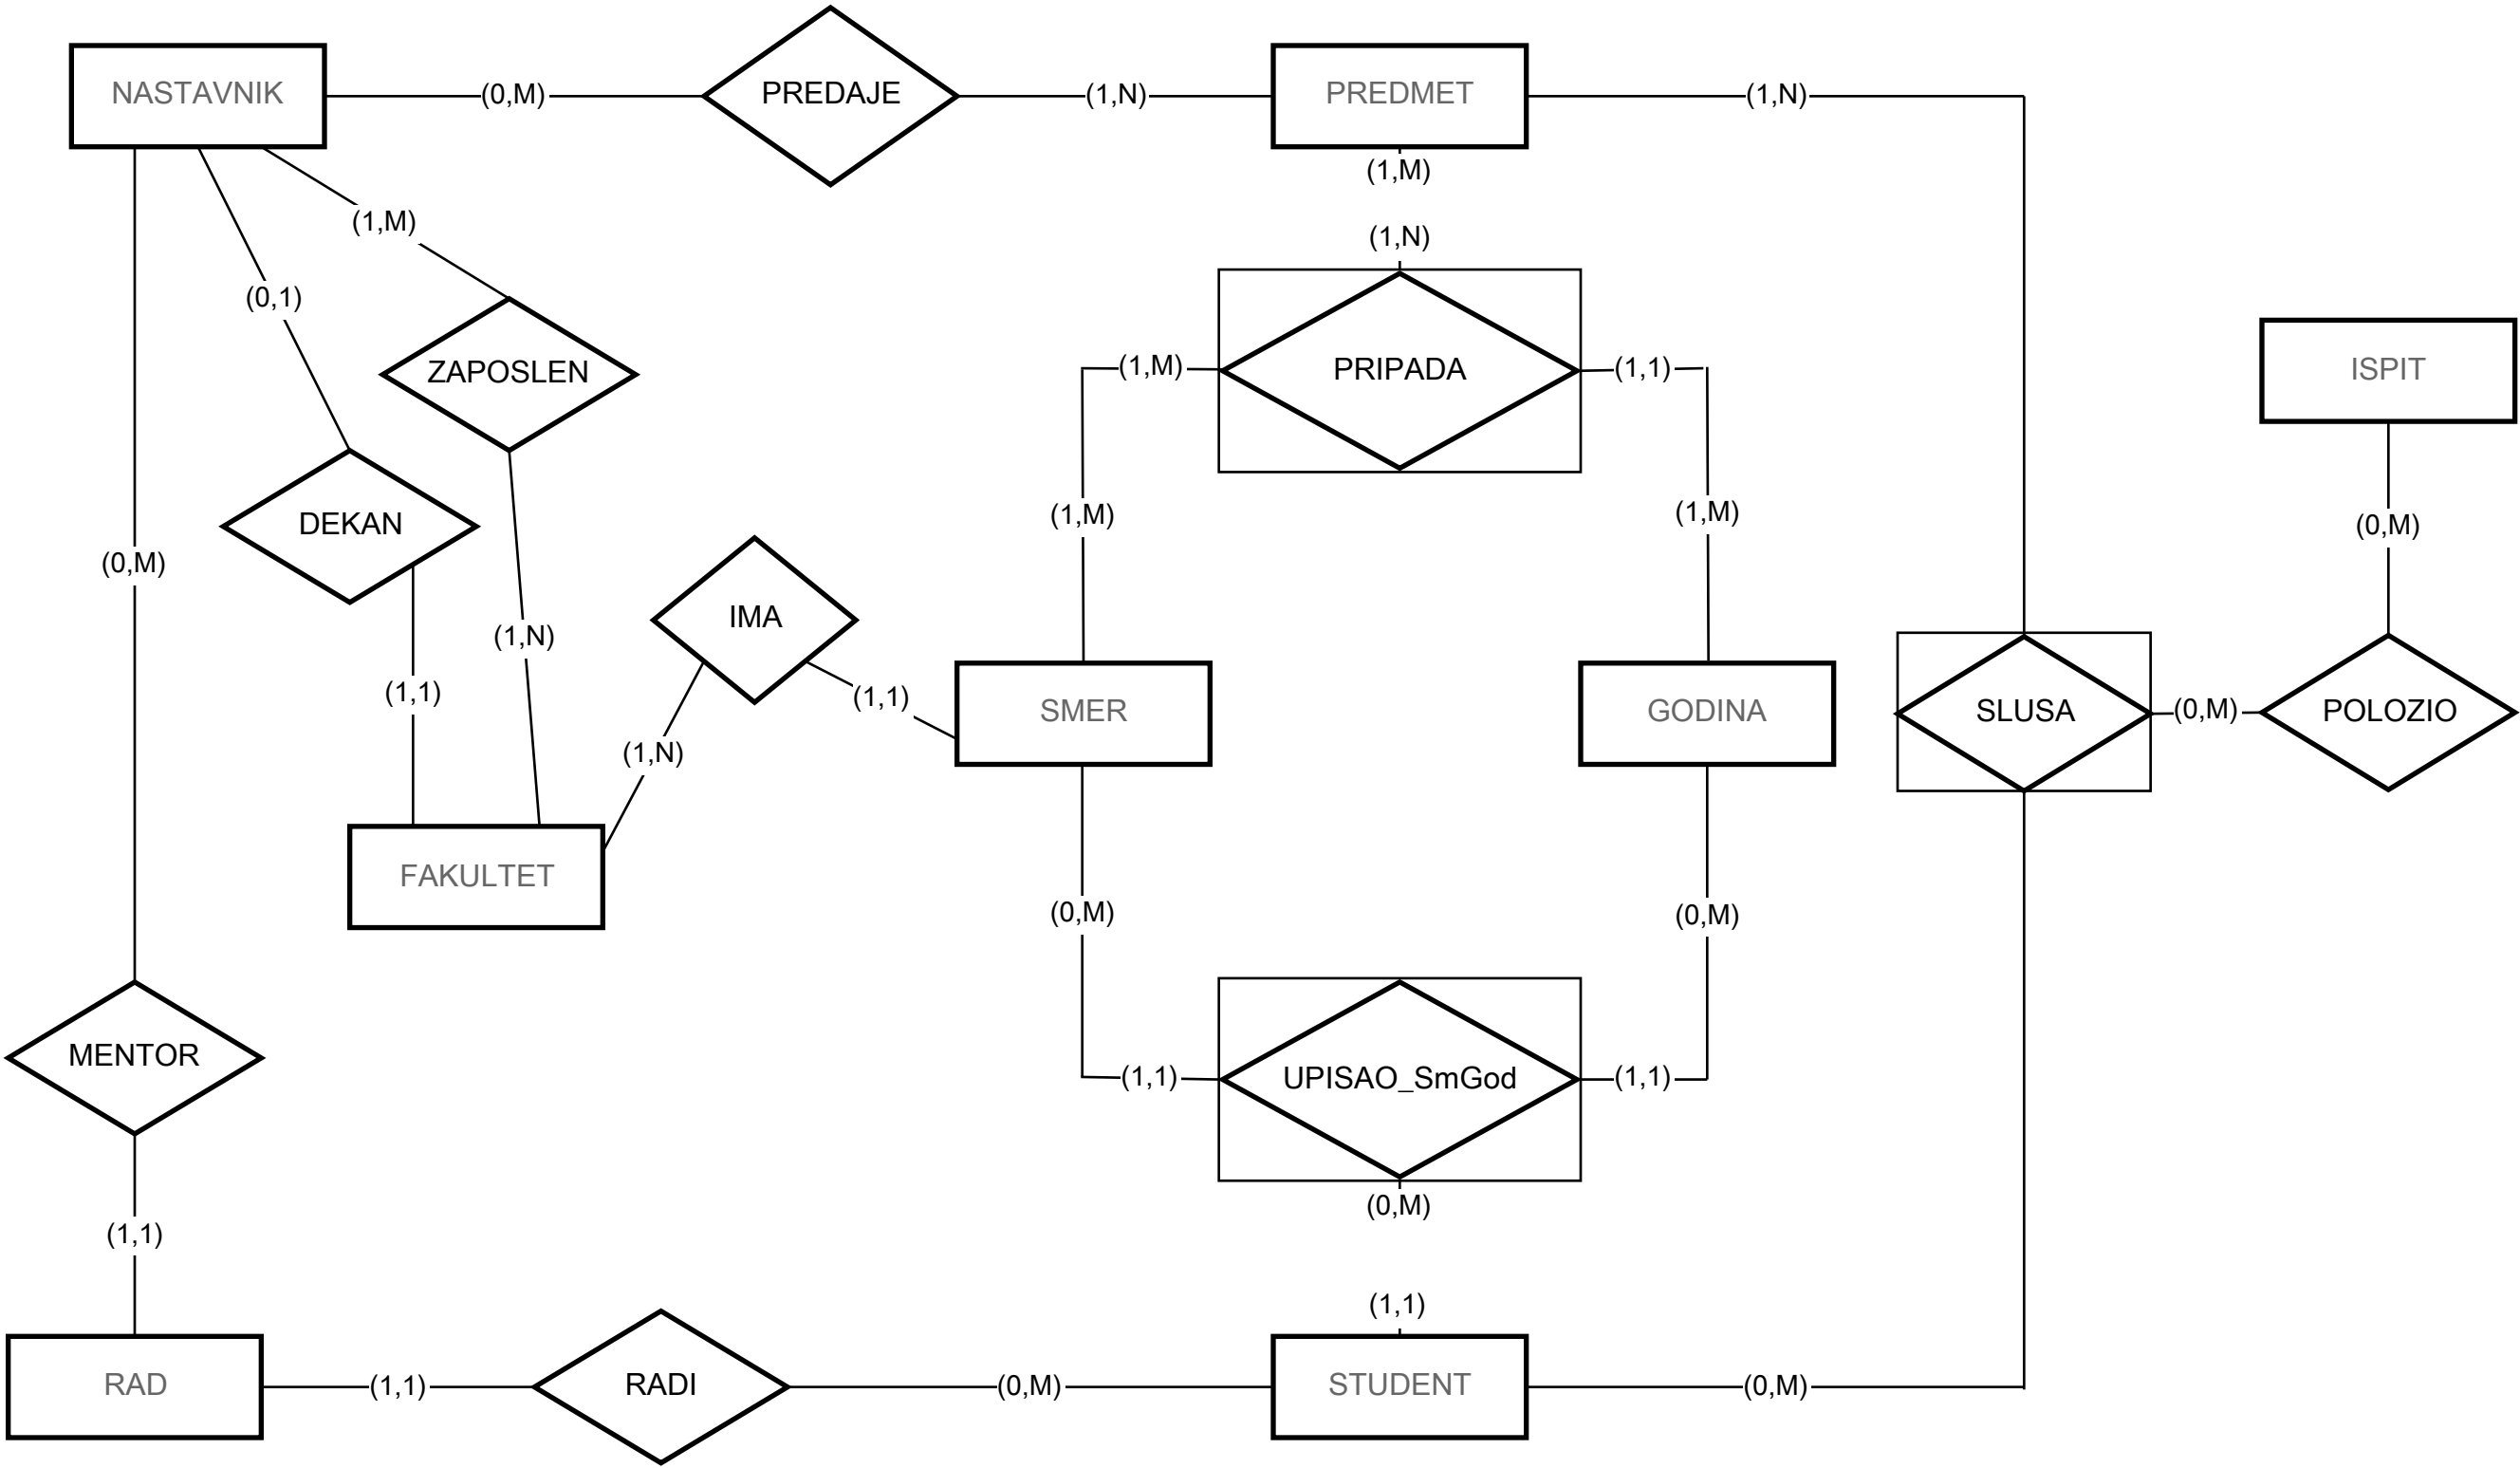 NASTAVNIK
(0,M)
PREDAJE
(1,N)
PREDMET
(1,N)
(1,M)
(1,M)
(1,N)
(0,1)
ZAPOSLEN
(1,M)
PRIPADA
(1,1)
ISPIT
DEKAN
(1,M)
(1,M)
(0,M)
(0,M)
IMA
(1,N)
(1,1)
(1,1)
SMER
GODINA
SLUSA
(0,M)
POLOZIO
(1,N)
FAKULTET
(0,M)
(0,M)
MENTOR
(1,1)
UPISAO_SmGod
(1,1)
(0,M)
(1,1)
(1,1)
RAD
(1,1)
RADI
(0,M)
STUDENT
(0,M)